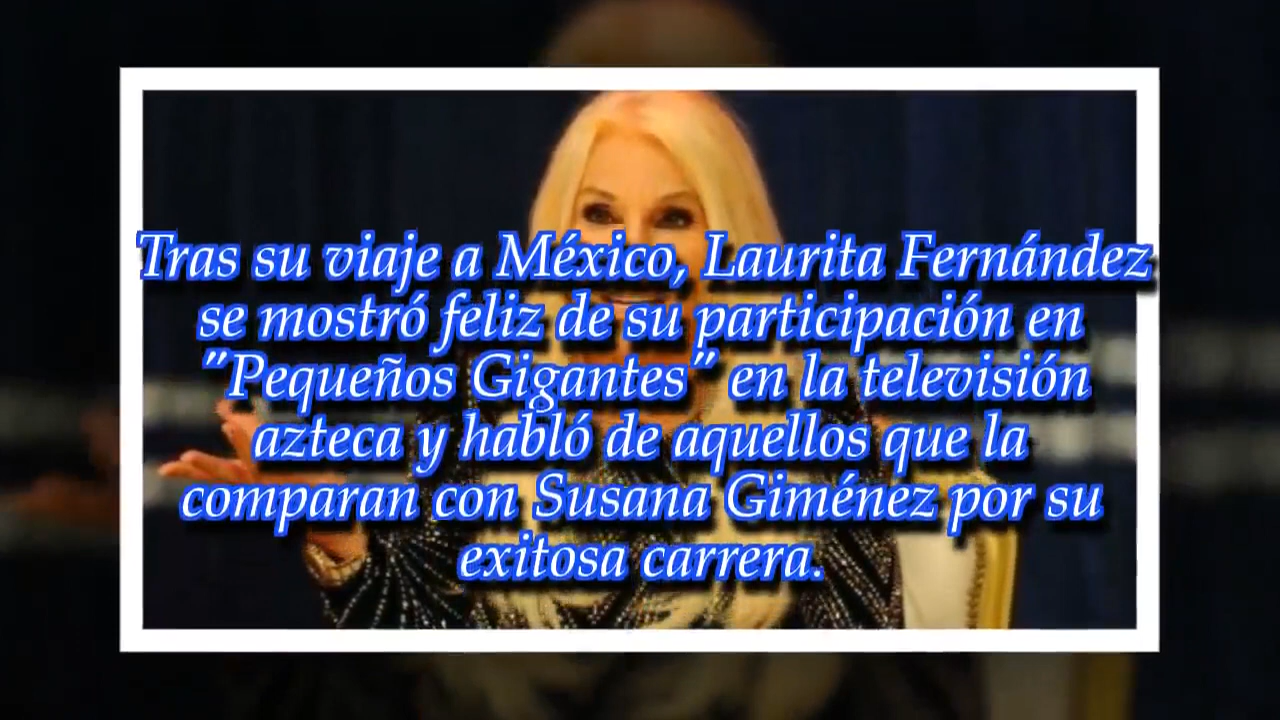 Tras su viaje a México, Laurita Fernández
se mostró feliz de su participación en
"Pequeños Gigantes" en la televisión
azteca y habló de aquellos que la
comparan con Susana Giménez por su
exitosa carrera.